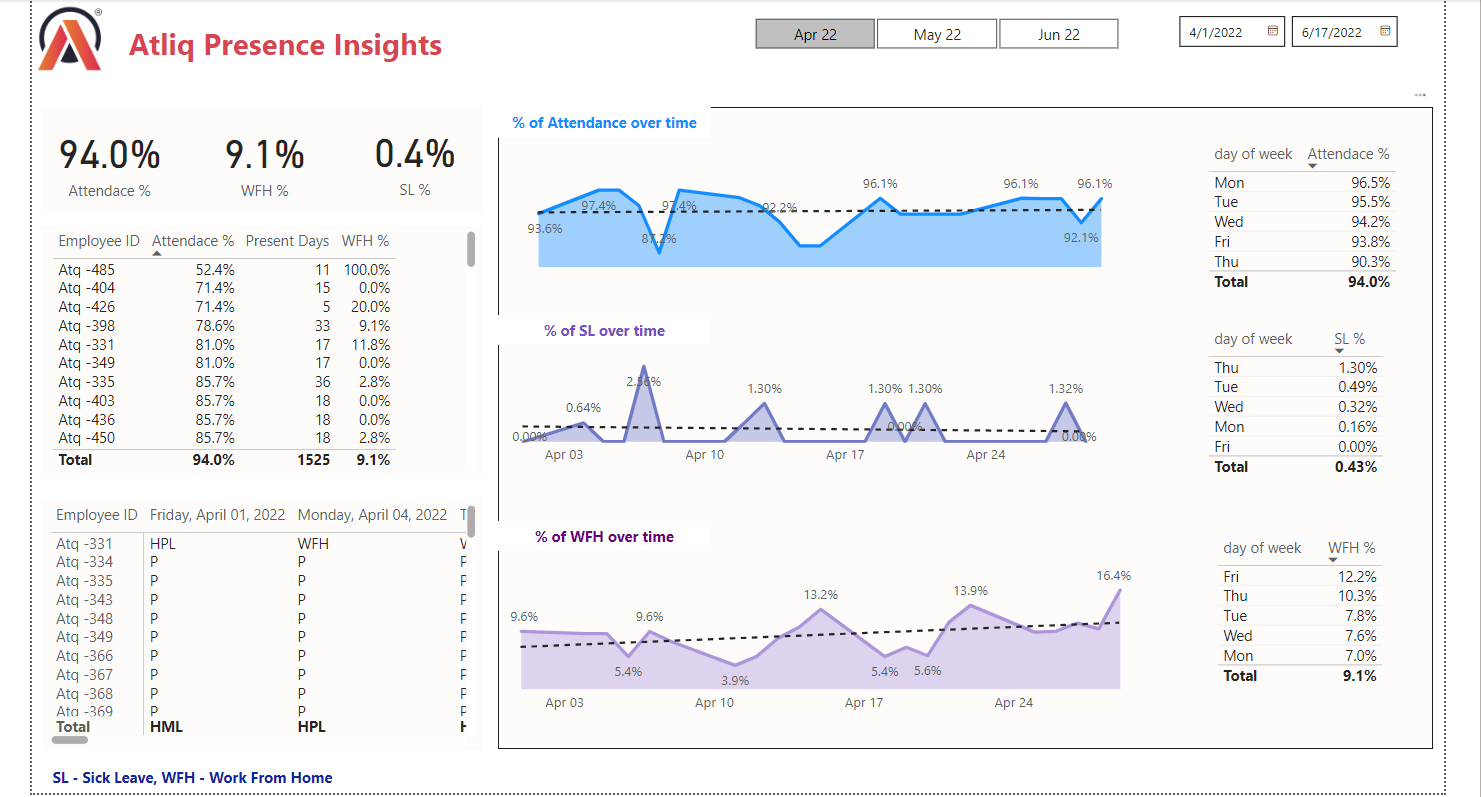 Atliq Presence Insights
®
Apr 22
May 22
Jun 22
4/1/2022
6/17/2022
94.0%
9.1%
0.4%
Attendace %
WFH %
SL %
Employee ID Attendace % Present Days WFH %
Atq -485 52.4% 11 100.0%
Atq -404 71.4% 15 0.0%
Atq -426 71.4% 5 20.0%
Atq -398 78.6% 33 9.1%
Atq -331 81.0% 17 11.8%
Atq -349 81.0% 17 0.0%
Atq -335 85.7% 36 2.8%
Atq -403 85.7% 18 0.0%
Atq -436 85.7% 18 0.0%
Atq -450 85.7% 18 2.8%
Total 94.0% 1525 9.1%
Employee ID Friday, April 01, 2022 Monday, April 04, 2022
Atq -331 HPL WFH
Atq -334 P P P
Atq -335 P P P
Atq -343 P P P
Atq -348 P P P
Atq -349 P P P
Atq -366 P P P
Atq -367 P P P
Atq -368 P P P
Atq -369 P P P
Total HML HPL
% of Attendance over time
93.6%
97.4%
87.2%
97.4%
92.2%
96.1%
96.1%
92.1%
96.1%
day of week Attendace %
Mon 96.5%
Tue 95.5%
Wed 94.2%
Fri 93.8%
Thu 90.3%
Total 94.0%
% of SL over time
0.00%
0.64%
2.56%
1.30%
1.30%
0.00%
1.30%
1.32%
0.00%
Apr 03
Apr 10
Apr 17
Apr 24
day of week SL %
Thu 1.30%
Tue 0.49%
Wed 0.32%
Mon 0.16%
Fri 0.00%
Total 0.43%
% of WFH over time
9.6%
5.4%
9.6%
3.9%
13.2%
5.4%
5.6%
13.9%
16.4%
Apr 03
Apr 10
Apr 17
Apr 24
day of week WFH %
Fri 12.2%
Thu 10.3%
Tue 7.8%
Wed 7.6%
Mon 7.0%
Total 9.1%
SL - Sick Leave, WFH - Work From Home